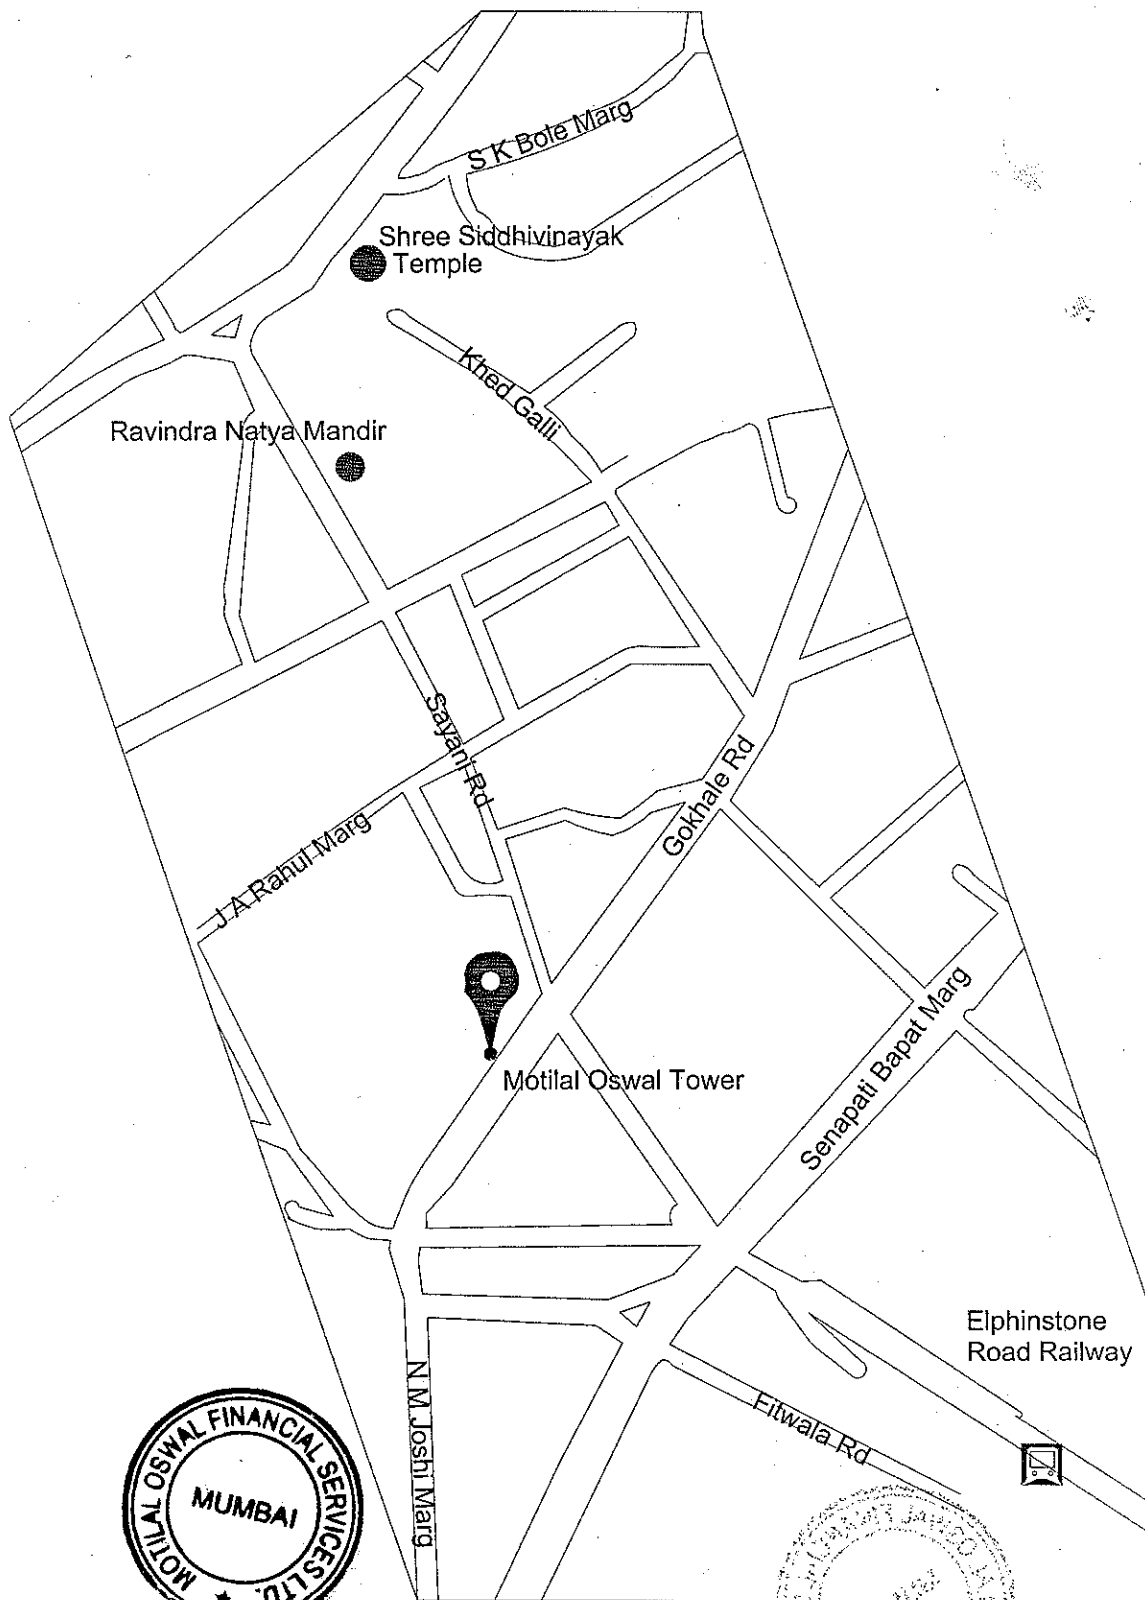 S K Bole Marg
Shree Siddhivinayak
Temple
Khed Galli
Ravindra Natya Mandir
Sayani Rd
Gokhale Rd
J A Rahul Marg
Motilal Oswal Tower
Senapati Bapat Marg
Elphinstone
Road Railway
Fitwala Rd
N M Joshi Marg
MOTILAL OSWAL FINANCIAL SERVICES LTD.
MUMBAI